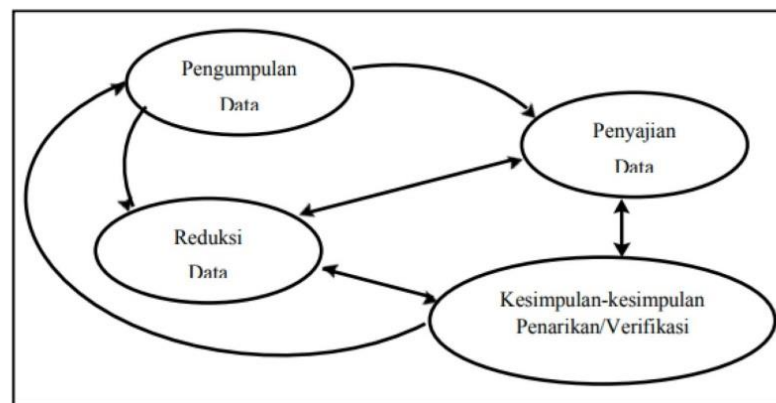 Pengumpulan
Data
Penyajian
Data
Reduksi
Data
Kesimpulan-kesimpulan
Penarikan/Verifikasi